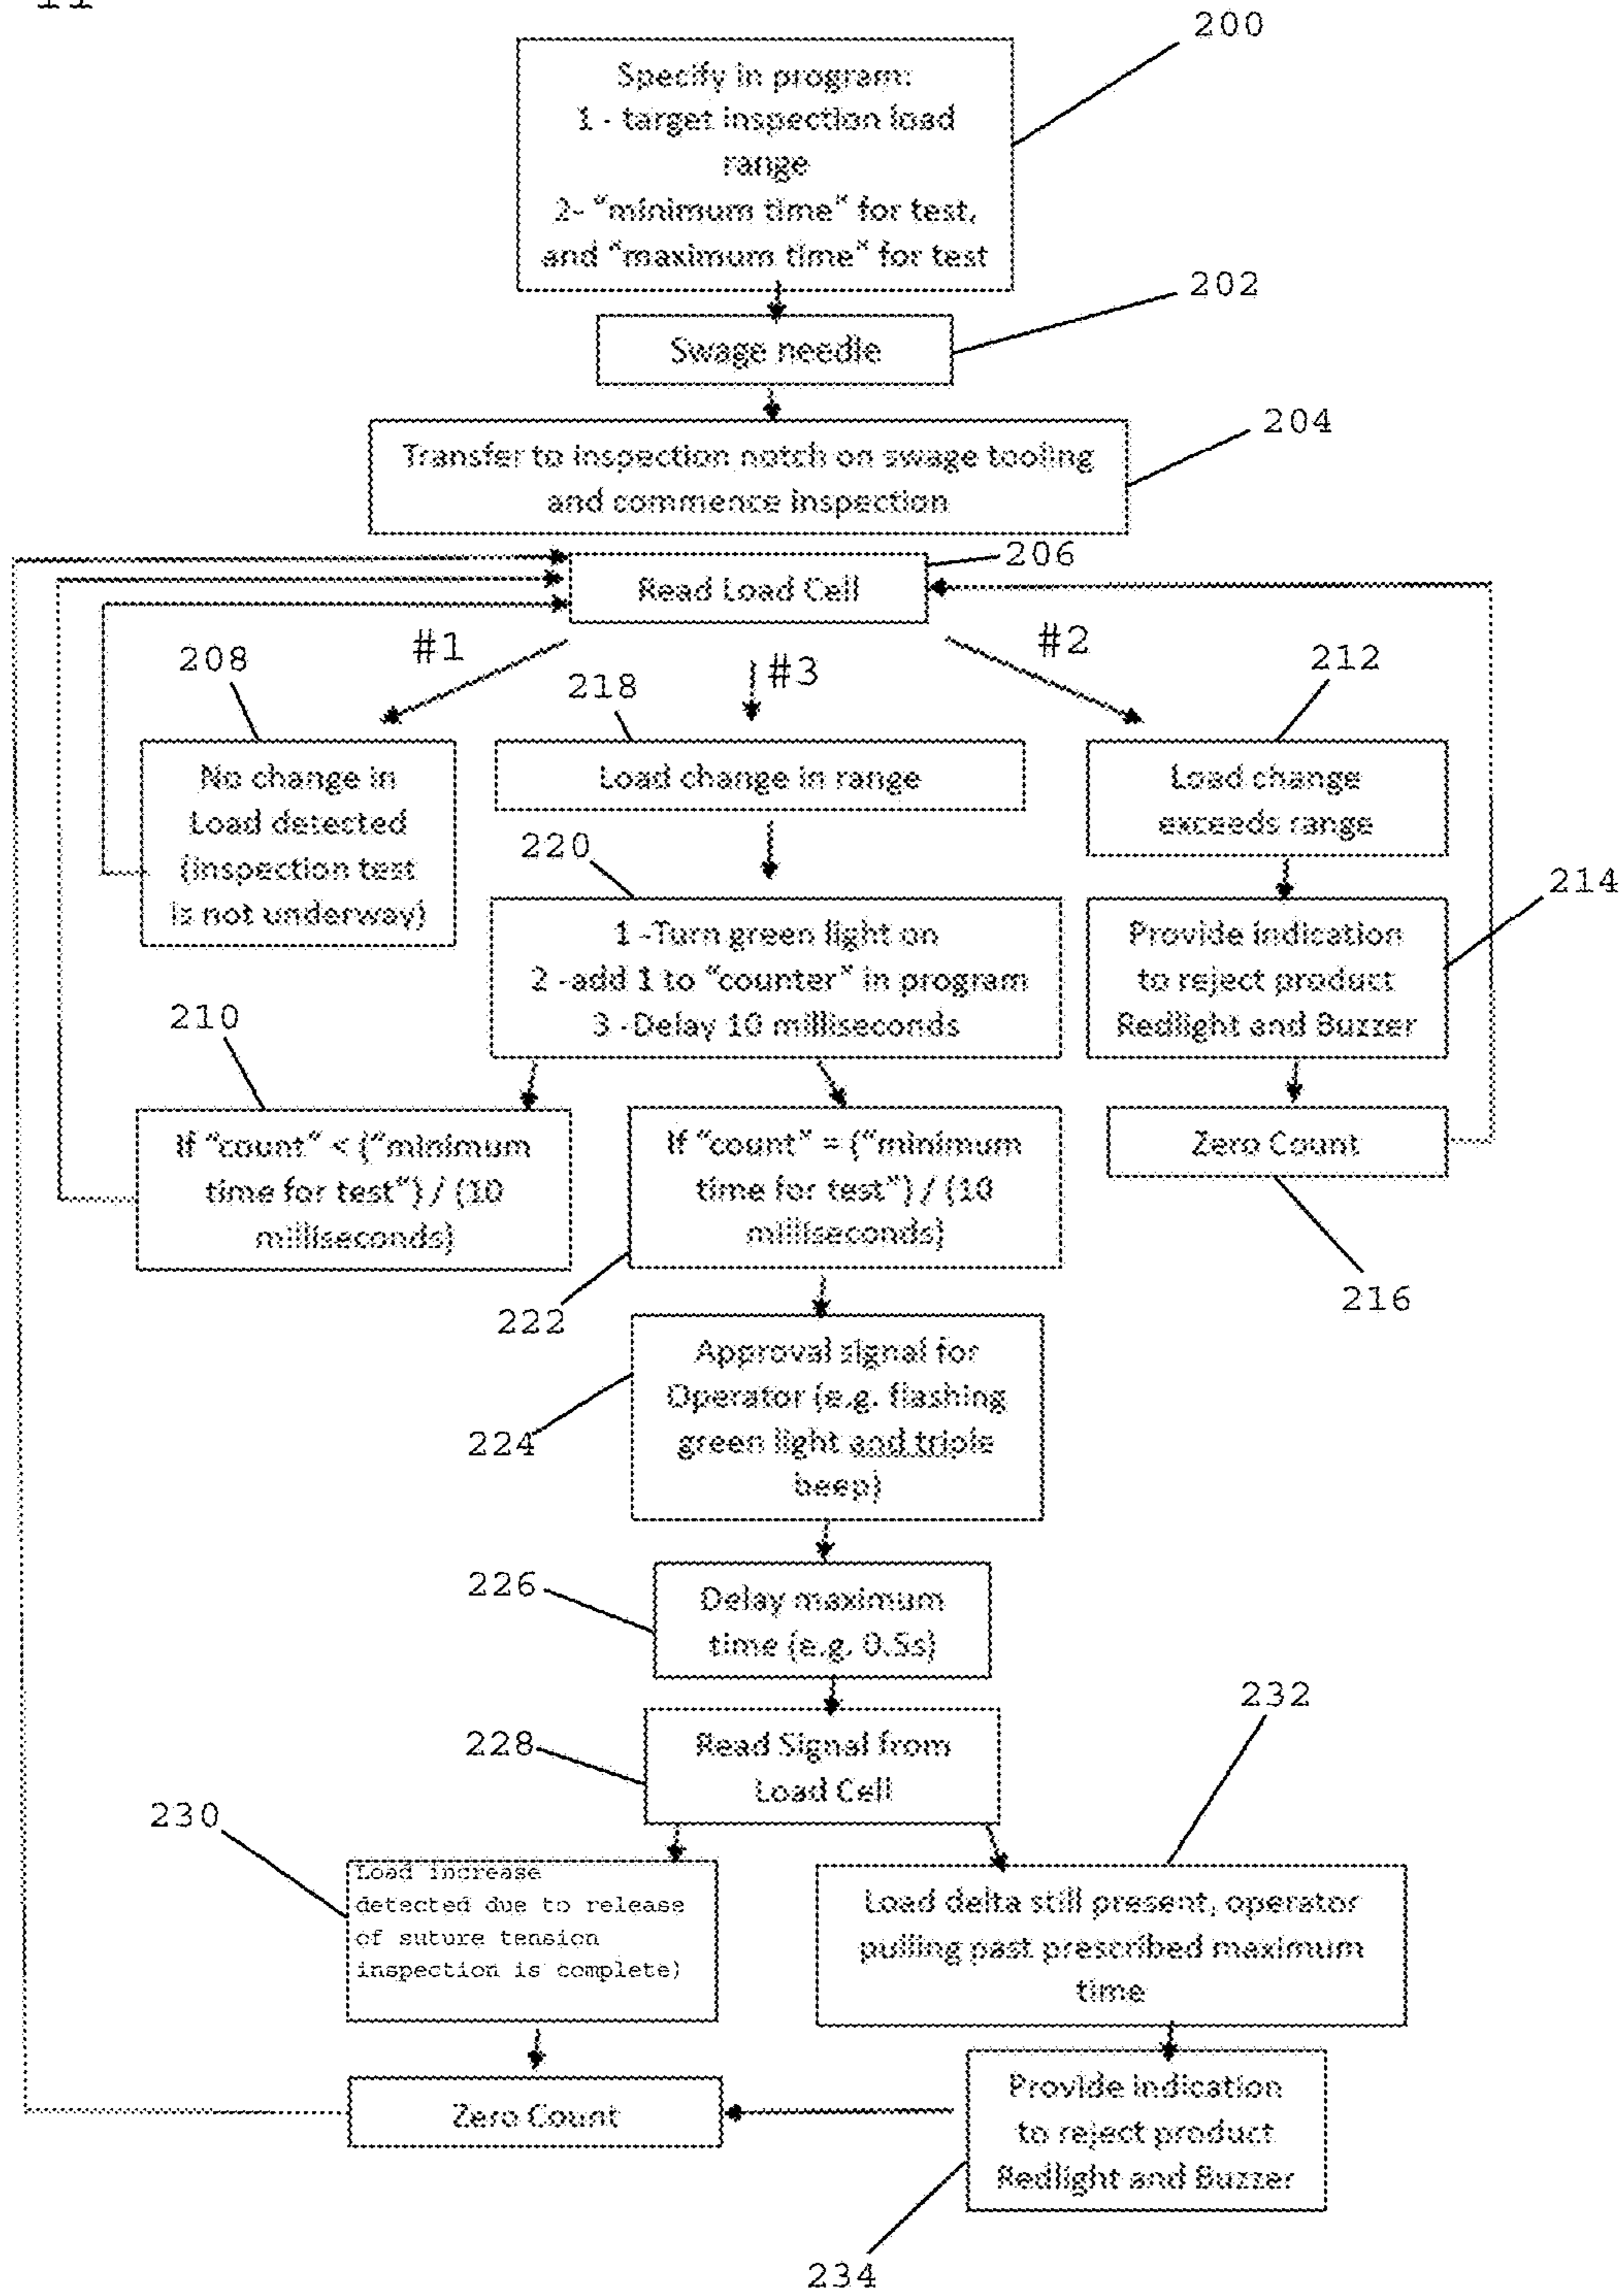 11
200
Specify in program:
1 - target inspection load
range
2- "minimum time" for test,
and "maximum time" for test
202
Swage needle
204
Transfer to inspection notch on swage tooling
and commence inspection
206
Read Load Cell
#1
#3
#2
208
218
212
No change in
Load detected
(inspection test
is not underway)
Load change in range
Load change
exceeds range
220
214
1 -Turn green light on
2 -add 1 to "counter" in program
3 -Delay 10 milliseconds
Provide indication
to reject product
Redlight and Buzzer
210
If "count" < ("minimum
time for test") / (10
milliseconds)
If "count" = ("minimum
time for test") / (10
milliseconds)
Zero Count
222
216
Approval signal for
Operator (e.g. flashing
green light and triple
beep)
224
226
Delay maximum
time (e.g. 0.5s)
232
228
Read Signal from
Load Cell
230
Load increase
detected due to release
of suture tension
inspection is complete)
Load delta still present, operator
pulling past prescribed maximum
time
Zero Count
Provide indication
to reject product
Redlight and Buzzer
234